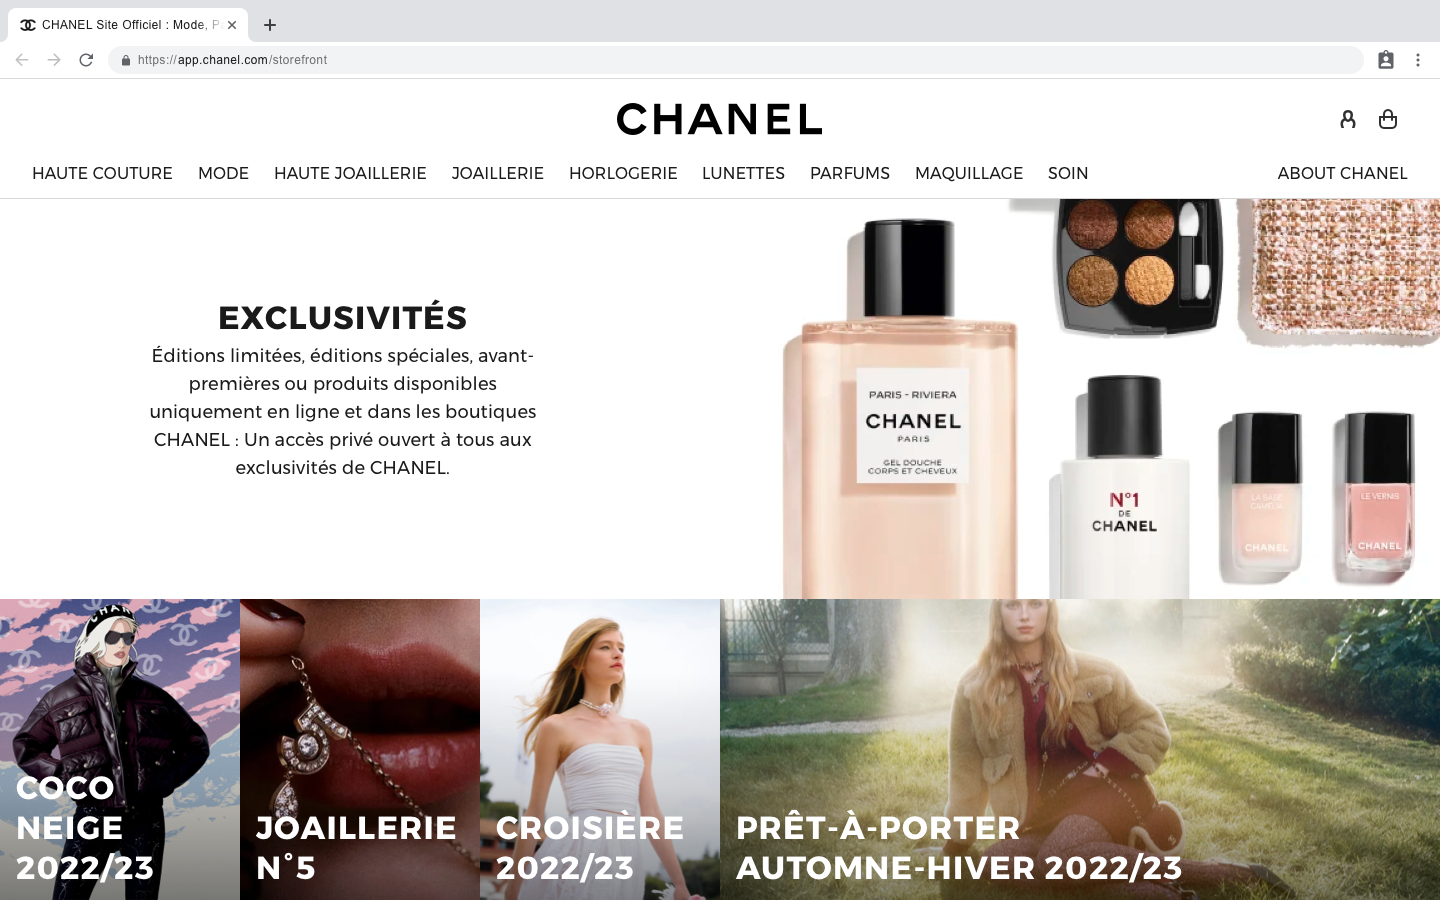 CHANEL Site Officiel : Mode,
https://app.chanel.com/storefront
CHANEL
HAUTE COUTURE MODE HAUTE JOAILLERIE JOAILLERIE HORLOGERIE LUNETTES PARFUMS MAQUILLAGE SOIN ABOUT CHANEL
EXCLUSIVITÉS
Éditions limitées, éditions spéciales, avant-
premières ou produits disponibles
uniquement en ligne et dans les boutiques
CHANEL : Un accès privé ouvert à tous aux
exclusivités de CHANEL.
PARIS - RIVIERA
CHANEL
PARIS
GEL DOUCHE
CORPS ET CHEVEUX
N°1
DE
CHANEL
LA BASE
CAMÉLIA
CHANEL
LE VERNIS
CHANEL
COCO
NEIGE
2022/23
JOAILLERIE
N°5
CROISIÈRE
2022/23
PRÊT-À-PORTER
AUTOMNE-HIVER 2022/23